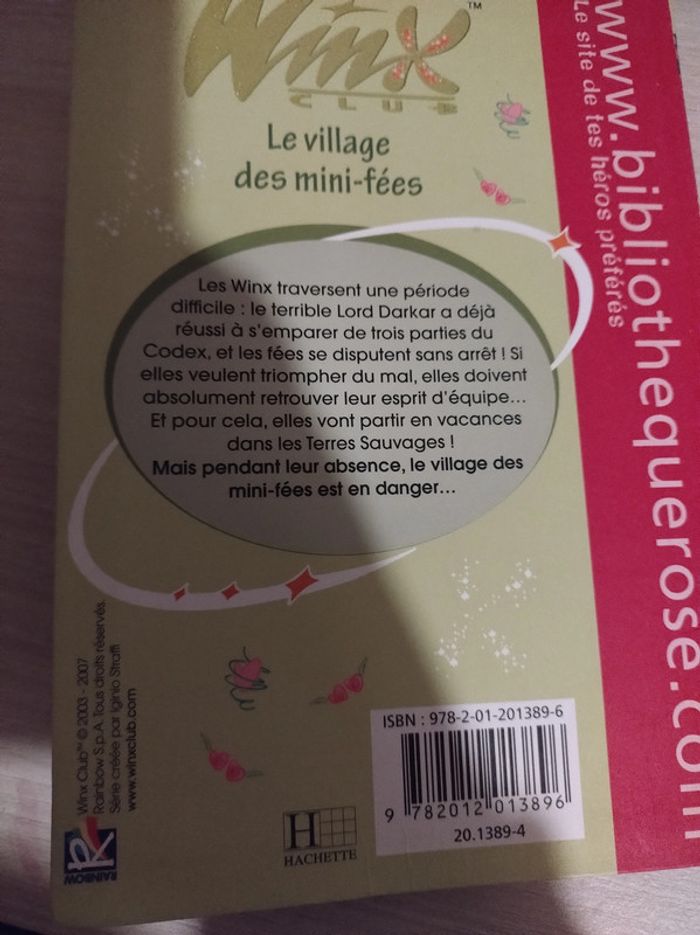 Winx™
CLUB
Le village
des mini-fées
Les Winx traversent une période
difficile : le terrible Lord Darkar a déjà
réussi à s'emparer de trois parties du
Codex, et les fées se disputent sans arrêt ! Si
elles veulent triompher du mal, elles doivent
absolument retrouver leur esprit d'équipe...
Et pour cela, elles vont partir en vacances
dans les Terres Sauvages !
Mais pendant leur absence, le village des
mini-fées est en danger...
www.bibliothequerose.com
Le site de tes héros préférés
Winx Club™ © 2003 - 2007
Rainbow S.p.A. Tous droits réservés.
Série créée par Iginio Straffi
www.winxclub.com
RAINBOW
H
HACHETTE
ISBN : 978-2-01-201389-6
9 782012 013896
20.1389-4